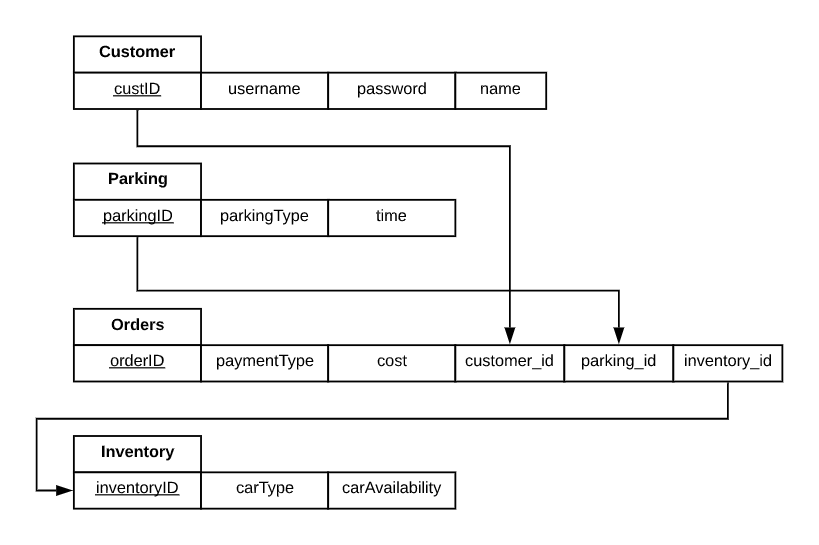 Customer
custID username password name
Parking
parkingID parkingType time
Orders
orderID paymentType cost customer_id parking_id inventory_id
Inventory
inventoryID carType carAvailability